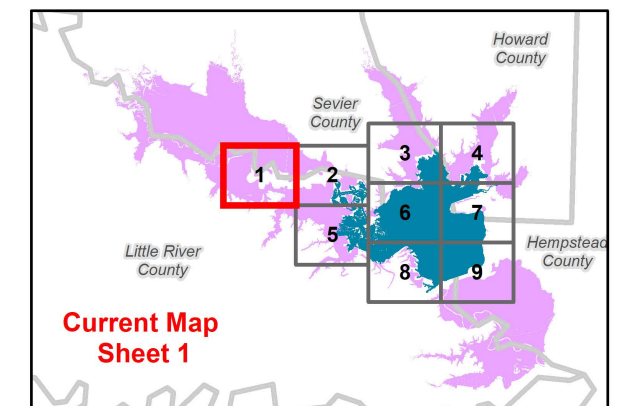 Howard
County
Sevier
County
3
4
1
2
6
7
5
Little River
County
Hempstead
County
8
9
Current Map
Sheet 1